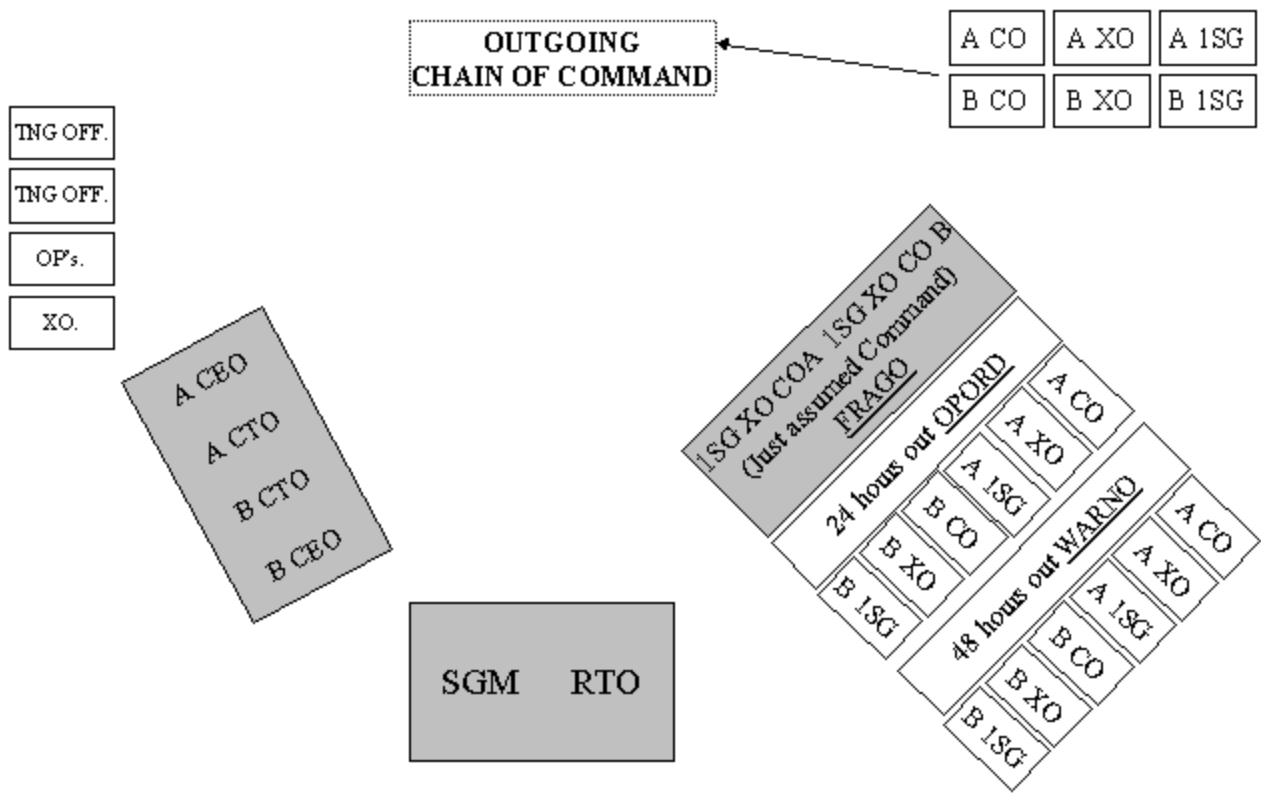 OUTGOING
CHAIN OF COMMAND
A CO
A XO
A 1SG
B CO
B XO
B 1SG
TNG OFF.
TNG OFF.
OP's.
XO.
A CEO
A CTO
B CTO
B CEO
1SG XO COA 1SG XO CO B
(Just assumed Command)
FRAGO
24 hours out OPORD
A CO
A XO
A 1SG
B CO
B XO
B 1SG
48 hours out WARNO
A CO
A XO
A 1SG
B CO
B XO
B 1SG
SGM RTO